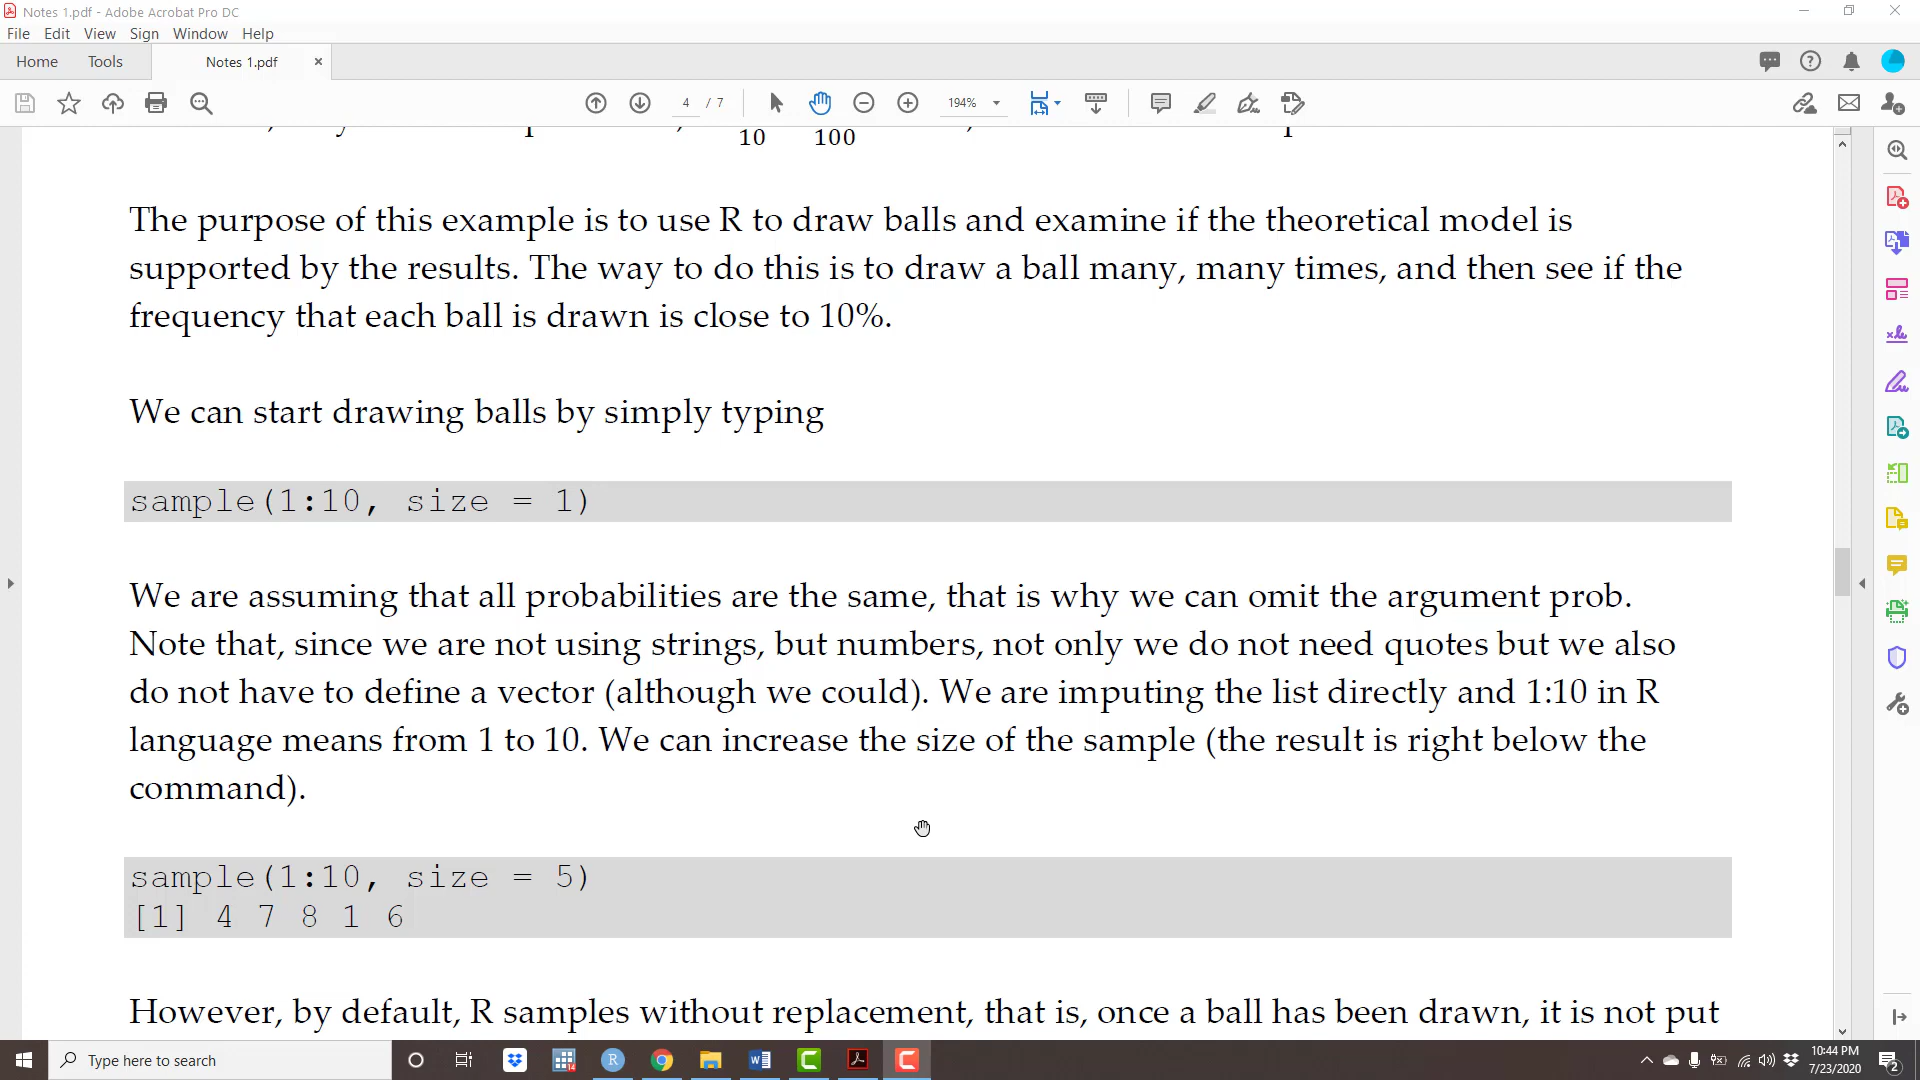 Notes 1.pdf - Adobe Acrobat Pro DC
File Edit View Sign Window Help
Home Tools Notes 1.pdf
4 / 7 194%
10 100
The purpose of this example is to use R to draw balls and examine if the theoretical model is
supported by the results. The way to do this is to draw a ball many, many times, and then see if the
frequency that each ball is drawn is close to 10%.
We can start drawing balls by simply typing
sample(1:10, size = 1)
We are assuming that all probabilities are the same, that is why we can omit the argument prob.
Note that, since we are not using strings, but numbers, not only we do not need quotes but we also
do not have to define a vector (although we could). We are imputing the list directly and 1:10 in R
language means from 1 to 10. We can increase the size of the sample (the result is right below the
command).
sample(1:10, size = 5)
[1] 4 7 8 1 6
However, by default, R samples without replacement, that is, once a ball has been drawn, it is not put
Type here to search
10:44 PM
7/23/2020